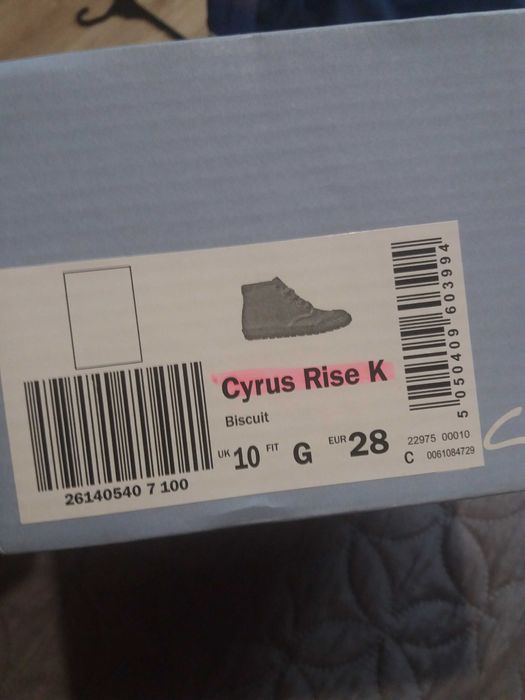 Cyrus Rise K
Biscuit
UK 10 FIT G EUR 28
26140540 7 100
5 050409 603994
22975 00010
C 0061084729
C